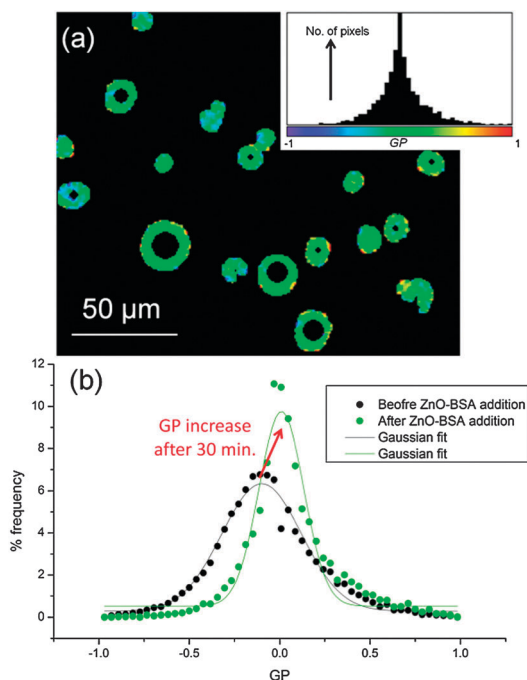 (a)
No. of pixels
-1
GP
1
50 µm
(b)
12
10
8
6
4
2
0
% frequency
GP increase
after 30 min.
Beofre ZnO-BSA addition
After ZnO-BSA addition
Gaussian fit
Gaussian fit
-1.0
-0.5
0.0
0.5
1.0
GP